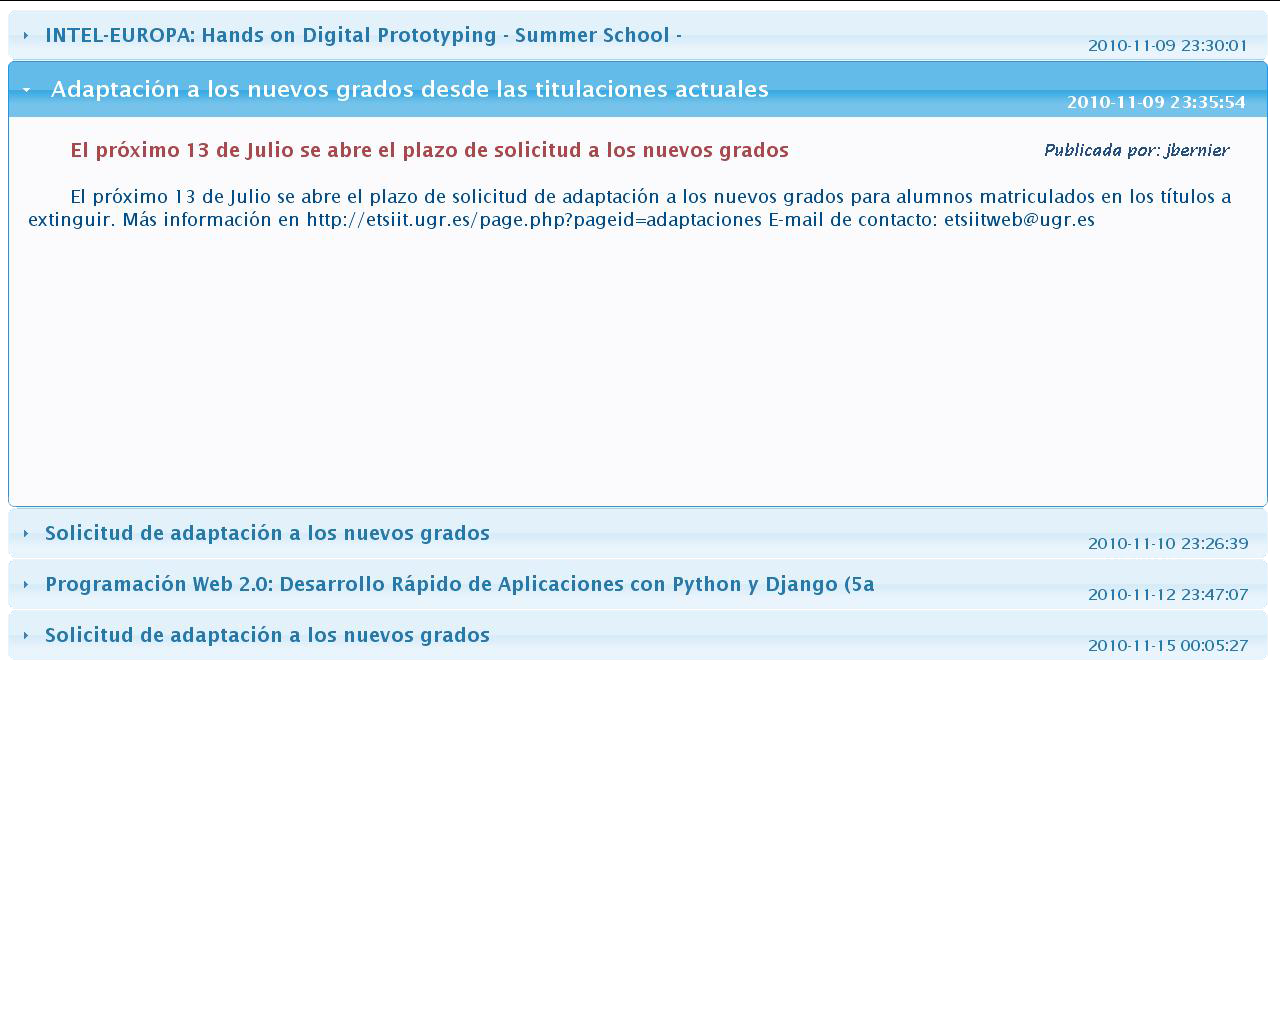 INTEL-EUROPA: Hands on Digital Prototyping - Summer School -
2010-11-09 23:30:01
Adaptación a los nuevos grados desde las titulaciones actuales
2010-11-09 23:35:54
El próximo 13 de Julio se abre el plazo de solicitud a los nuevos grados
Publicada por: jbernier
El próximo 13 de Julio se abre el plazo de solicitud de adaptación a los nuevos grados para alumnos matriculados en los títulos a
extinguir. Más información en http://etsiit.ugr.es/page.php?pageid=adaptaciones E-mail de contacto: etsiitweb@ugr.es
Solicitud de adaptación a los nuevos grados
2010-11-10 23:26:39
Programación Web 2.0: Desarrollo Rápido de Aplicaciones con Python y Django (5a
2010-11-12 23:47:07
Solicitud de adaptación a los nuevos grados
2010-11-15 00:05:27